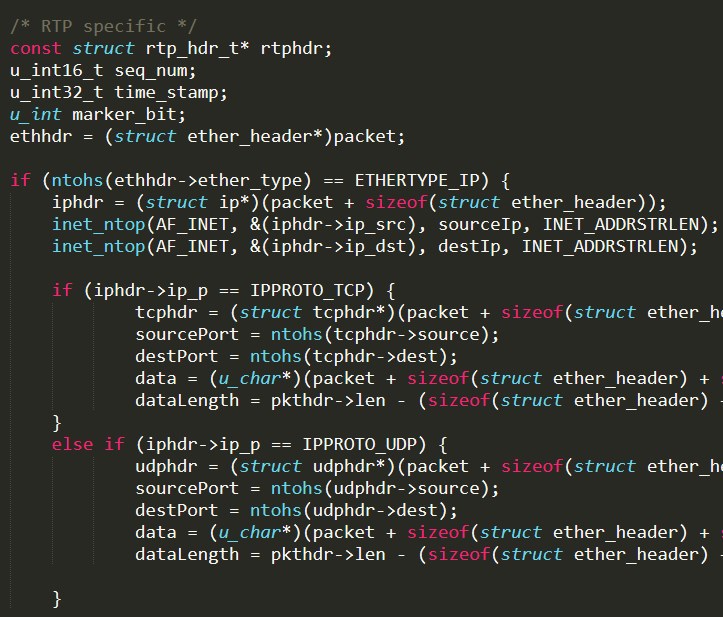 /* RTP specific */
const struct rtp_hdr_t* rtphdr;
u_int16_t seq_num;
u_int32_t time_stamp;
u_int marker_bit;
ethhdr = (struct ether_header*)packet;
if (ntohs(ethhdr->ether_type) == ETHERTYPE_IP) {
iphdr = (struct ip*)(packet + sizeof(struct ether_header));
inet_ntop(AF_INET, &(iphdr->ip_src), sourceIp, INET_ADDRSTRLEN);
inet_ntop(AF_INET, &(iphdr->ip_dst), destIp, INET_ADDRSTRLEN);
if (iphdr->ip_p == IPPROTO_TCP) {
tcphdr = (struct tcphdr*)(packet + sizeof(struct ether_h
sourcePort = ntohs(tcphdr->source);
destPort = ntohs(tcphdr->dest);
data = (u_char*)(packet + sizeof(struct ether_header) +
dataLength = pkthdr->len - (sizeof(struct ether_header)
}
else if (iphdr->ip_p == IPPROTO_UDP) {
udphdr = (struct udphdr*)(packet + sizeof(struct ether_h
sourcePort = ntohs(udphdr->source);
destPort = ntohs(udphdr->dest);
data = (u_char*)(packet + sizeof(struct ether_header) +
dataLength = pkthdr->len - (sizeof(struct ether_header)
}